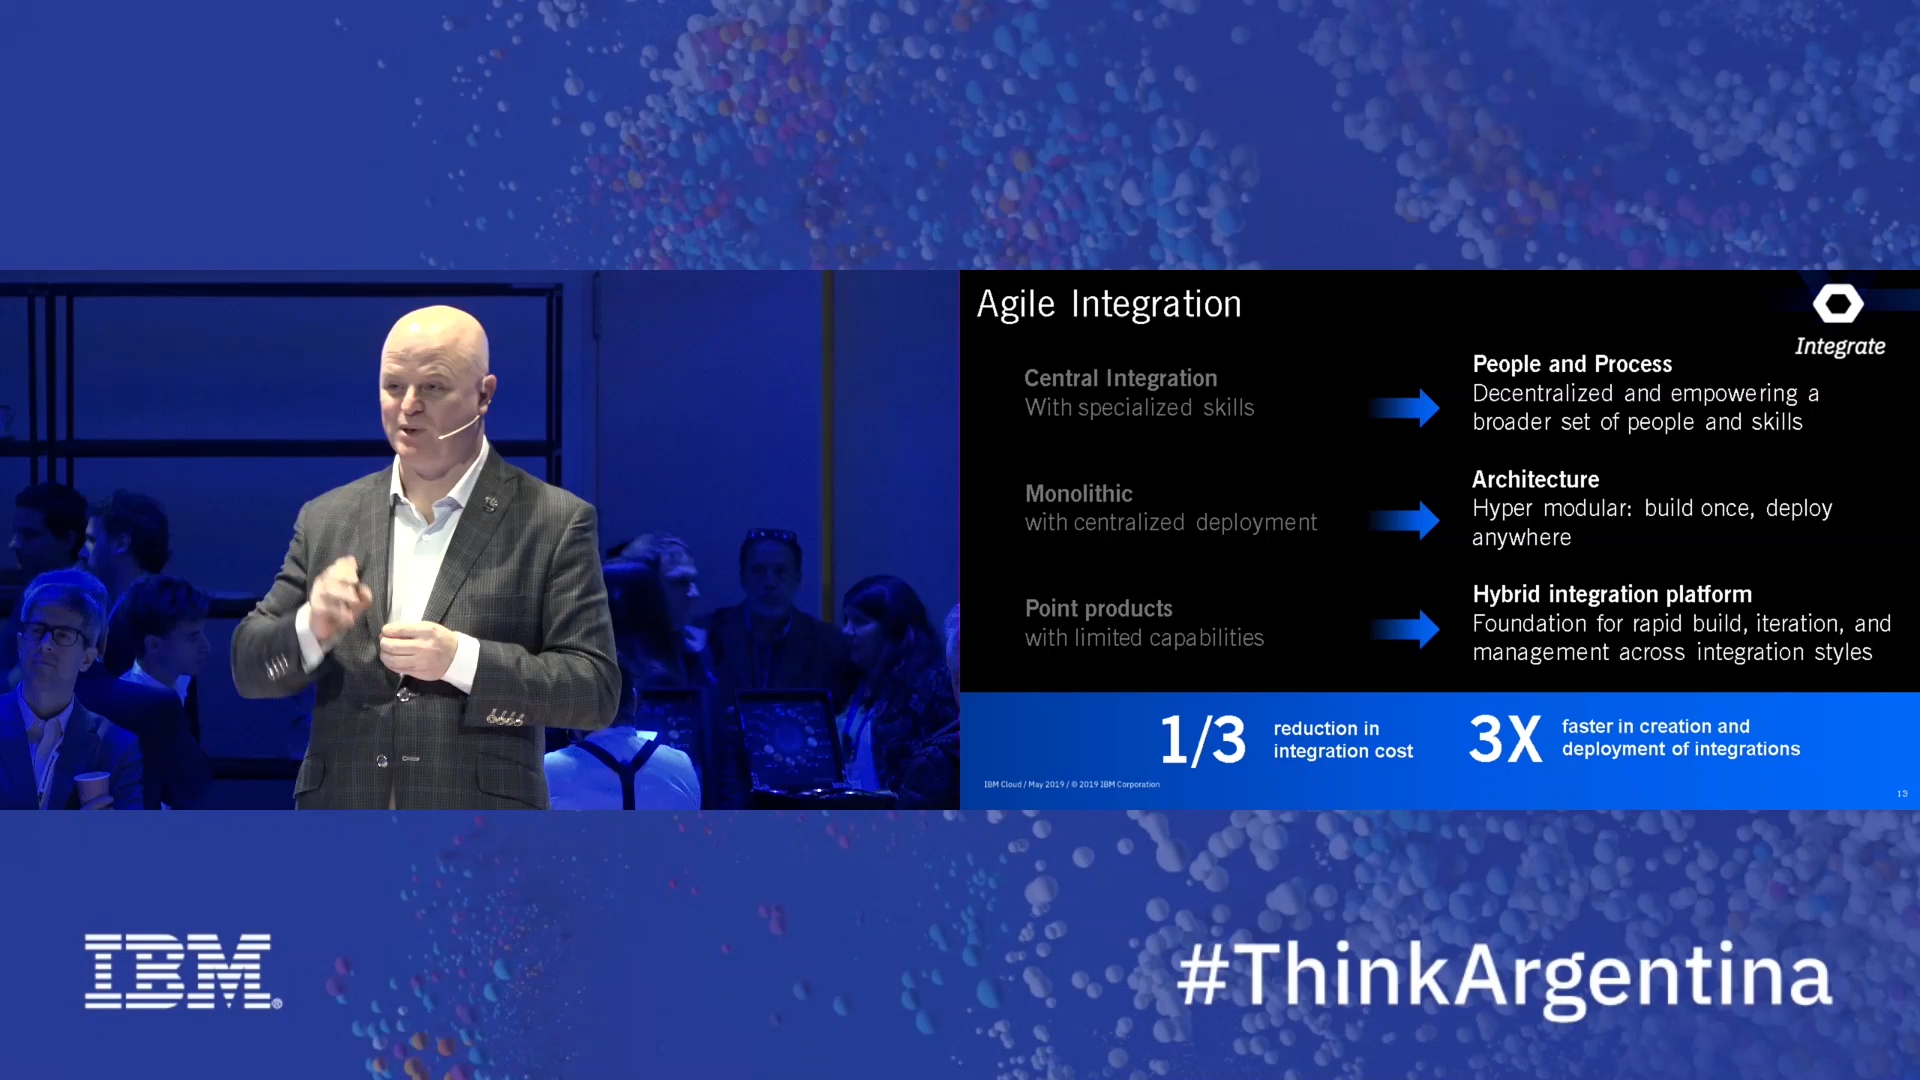 Agile Integration
Integrate
Central Integration
With specialized skills
People and Process
Decentralized and empowering a
broader set of people and skills
Monolithic
with centralized deployment
Architecture
Hyper modular: build once, deploy
anywhere
Point products
with limited capabilities
Hybrid integration platform
Foundation for rapid build, iteration, and
management across integration styles
1/3
reduction in
integration cost
3X
faster in creation and
deployment of integrations
IBM Cloud / May 2019 / © 2019 IBM Corporation
13
IBM®
#ThinkArgentina